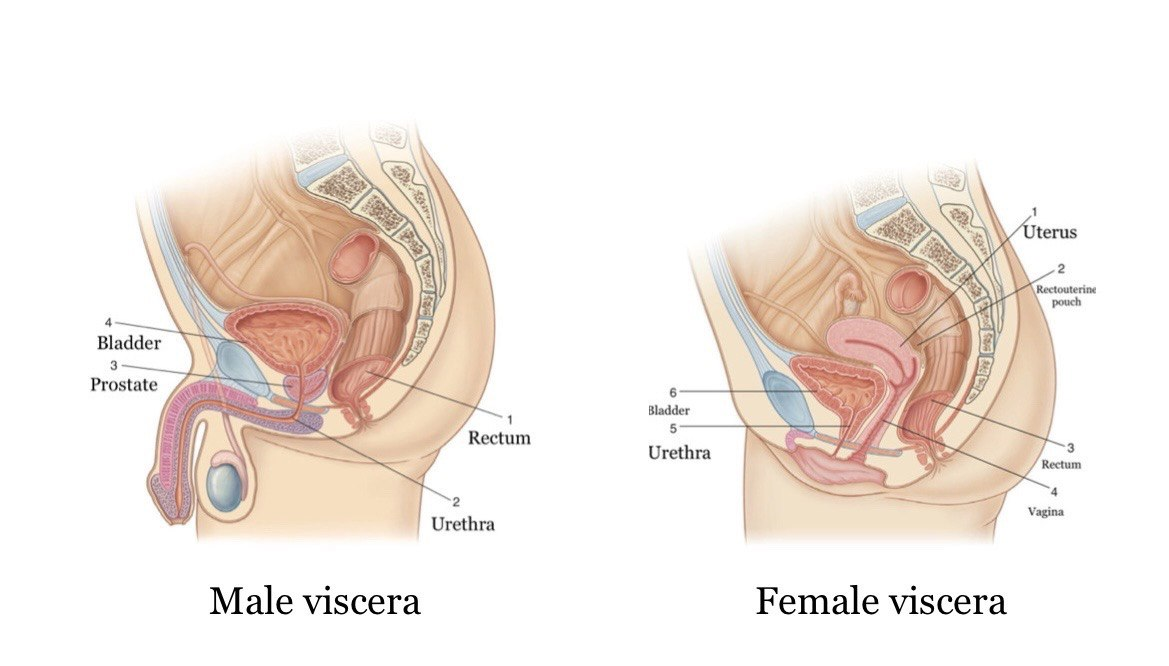 4
Bladder
3
Prostate
1
Rectum
2
Urethra
Male viscera
1
Uterus
2
Rectouterine
pouch
6
Bladder
5
Urethra
3
Rectum
4
Vagina
Female viscera